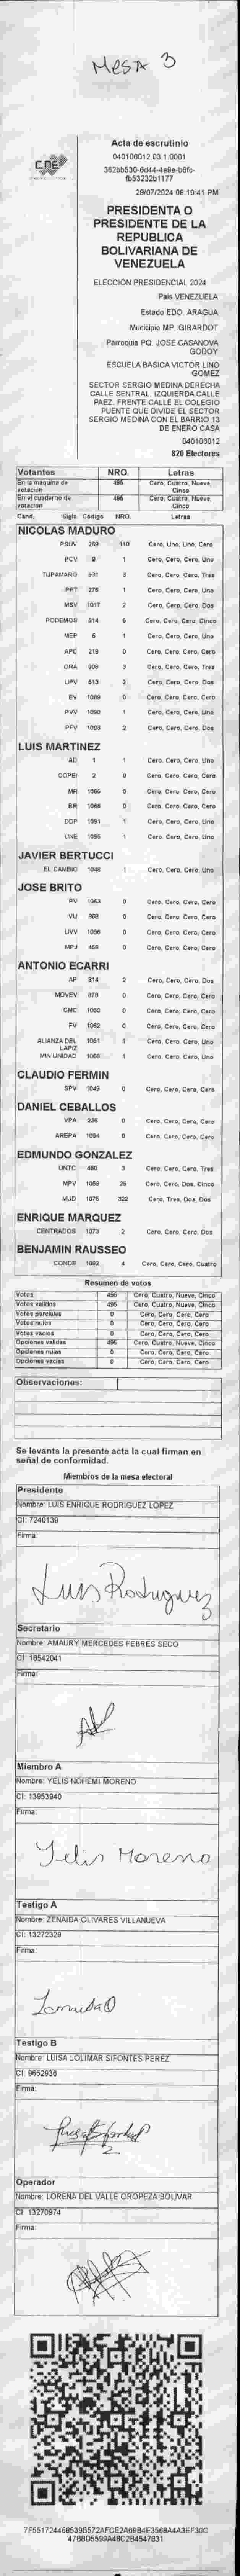 MESA 3
CNE
Acta de escrutinio
040106012.03.1.0001
28/07/2024 08:19:41 PM
PRESIDENTA O
PRESIDENTE DE LA
REPUBLICA
BOLIVARIANA DE
VENEZUELA
ELECCIÓN PRESIDENCIAL 2024
País VENEZUELA
Estado EDO. ARAGUA
Municipio MP. GIRARDOT
Parroquia PQ. JOSE CASANOVA
GODOY
ESCUELA BASICA VICTOR LINO
GOMEZ
SECTOR SERGIO MEDINA DERECHA
CALLE SENTRAL. IZQUIERDA CALLE
PAEZ. FRENTE CALLE EL COLEGIO
PUENTE QUE DIVIDE EL SECTOR
SERGIO MEDINA CON EL BARRIO 13
DE ENERO CASA
040106012
820 Electores
Votantes NRO. Letras
En la máquina de votación 495 Cero, Cuatro, Nueve, Cinco
En el cuaderno de votación 495 Cero, Cuatro, Nueve, Cinco
Cand. Sigla Código NRO. Letras
NICOLAS MADURO
PSUV 269 110 Cero, Uno, Uno, Cero
PCV 9 1 Cero, Cero, Cero, Uno
TUPAMARO 931 3 Cero, Cero, Cero, Tres
PPT 276 1 Cero, Cero, Cero, Uno
MSV 1017 2 Cero, Cero, Cero, Dos
PODEMOS 514 5 Cero, Cero, Cero, Cinco
MEP 6 1 Cero, Cero, Cero, Uno
APC 219 0 Cero, Cero, Cero, Cero
ORA 908 3 Cero, Cero, Cero, Tres
UPV 513 2 Cero, Cero, Cero, Dos
EV 1089 0 Cero, Cero, Cero, Cero
PVV 1090 1 Cero, Cero, Cero, Uno
PFV 1093 2 Cero, Cero, Cero, Dos
LUIS MARTINEZ
AD 1 1 Cero, Cero, Cero, Uno
COPEI 2 0 Cero, Cero, Cero, Cero
MR 1065 0 Cero, Cero, Cero, Cero
BR 1066 0 Cero, Cero, Cero, Cero
DDP 1091 1 Cero, Cero, Cero, Uno
UNE 1095 1 Cero, Cero, Cero, Uno
JAVIER BERTUCCI
EL CAMBIO 1048 1 Cero, Cero, Cero, Uno
JOSE BRITO
PV 1063 0 Cero, Cero, Cero, Cero
VU 968 0 Cero, Cero, Cero, Cero
UVV 1096 0 Cero, Cero, Cero, Cero
MPJ 455 0 Cero, Cero, Cero, Cero
ANTONIO ECARRI
AP 814 2 Cero, Cero, Cero, Dos
MOVEV 876 0 Cero, Cero, Cero, Cero
CMC 1060 0 Cero, Cero, Cero, Cero
FV 1062 0 Cero, Cero, Cero, Cero
ALIANZA DEL LAPIZ 1061 1 Cero, Cero, Cero, Uno
MIN UNIDAD 1066 1 Cero, Cero, Cero, Uno
CLAUDIO FERMIN
SPV 1049 0 Cero, Cero, Cero, Cero
DANIEL CEBALLOS
VPA 236 0 Cero, Cero, Cero, Cero
AREPA 1094 0 Cero, Cero, Cero, Cero
EDMUNDO GONZALEZ
UNTC 460 3 Cero, Cero, Cero, Tres
MPV 1069 25 Cero, Cero, Dos, Cinco
MUD 1075 322 Cero, Tres, Dos, Dos
ENRIQUE MARQUEZ
CENTRADOS 1073 2 Cero, Cero, Cero, Dos
BENJAMIN RAUSSEO
CONDE 1092 4 Cero, Cero, Cero, Cuatro
Resumen de votos
Votos 495 Cero, Cuatro, Nueve, Cinco
Votos validos 495 Cero, Cuatro, Nueve, Cinco
Votos parciales 0 Cero, Cero, Cero, Cero
Votos nulos 0 Cero, Cero, Cero, Cero
Votos vacios 0 Cero, Cero, Cero, Cero
Opciones validas 495 Cero, Cuatro, Nueve, Cinco
Opciones nulas 0 Cero, Cero, Cero, Cero
Opciones vacias 0 Cero, Cero, Cero, Cero
Observaciones:
Se levanta la presente acta la cual firman en
señal de conformidad.
Miembros de la mesa electoral
Presidente
Nombre: LUIS ENRIQUE RODRIGUEZ LOPEZ
CI: 7240139
Firma:
Luis Rodriguez
Secretario
Nombre: AMAURY MERCEDES FEBRES SECO
CI: 16542041
Firma:
Miembro A
Nombre: YELIS NOHEMI MORENO
CI: 13953940
Firma:
Yelis Moreno
Testigo A
Nombre: ZENAIDA OLIVARES VILLANUEVA
CI: 13272329
Firma:
Zenaida O
Testigo B
Nombre: LUISA LOLIMAR SIFONTES PEREZ
CI: 9652936
Firma:
Operador
Nombre: LORENA DEL VALLE OROPEZA BOLIVAR
CI: 13270974
Firma: